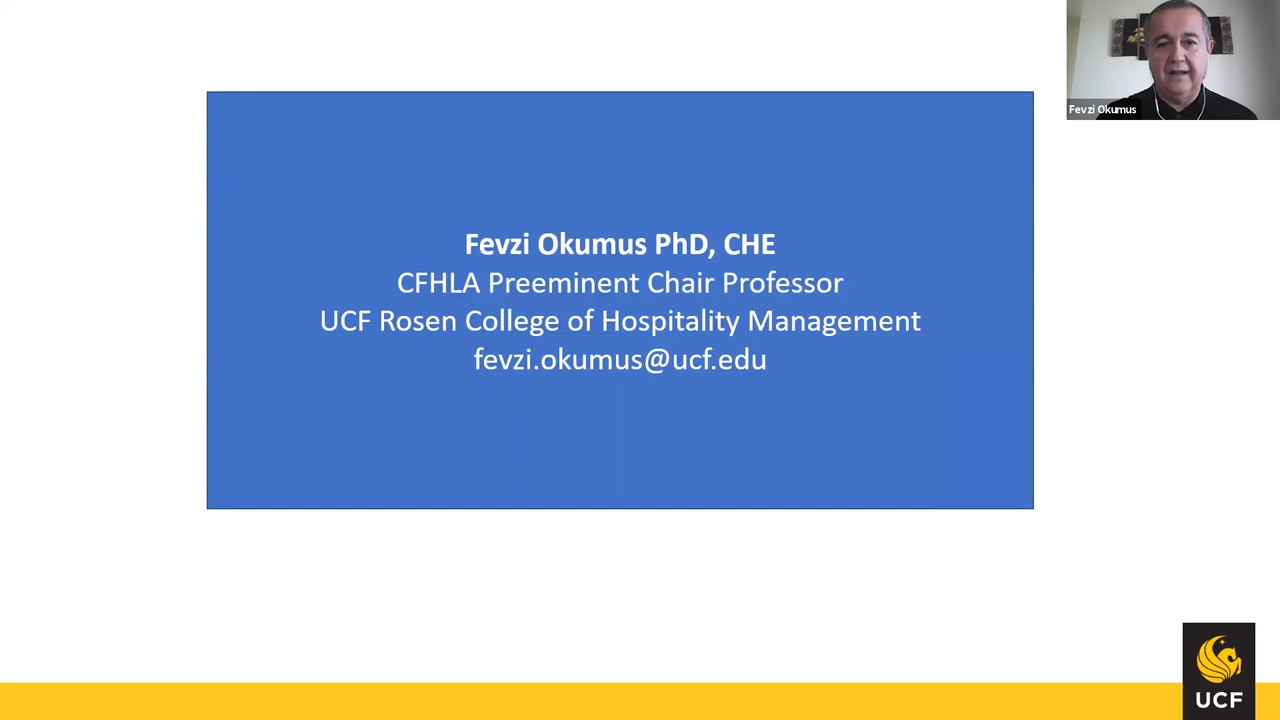 Fevzi Okumus
Fevzi Okumus PhD, CHE
CFHLA Preeminent Chair Professor
UCF Rosen College of Hospitality Management
fevzi.okumus@ucf.edu
UCF